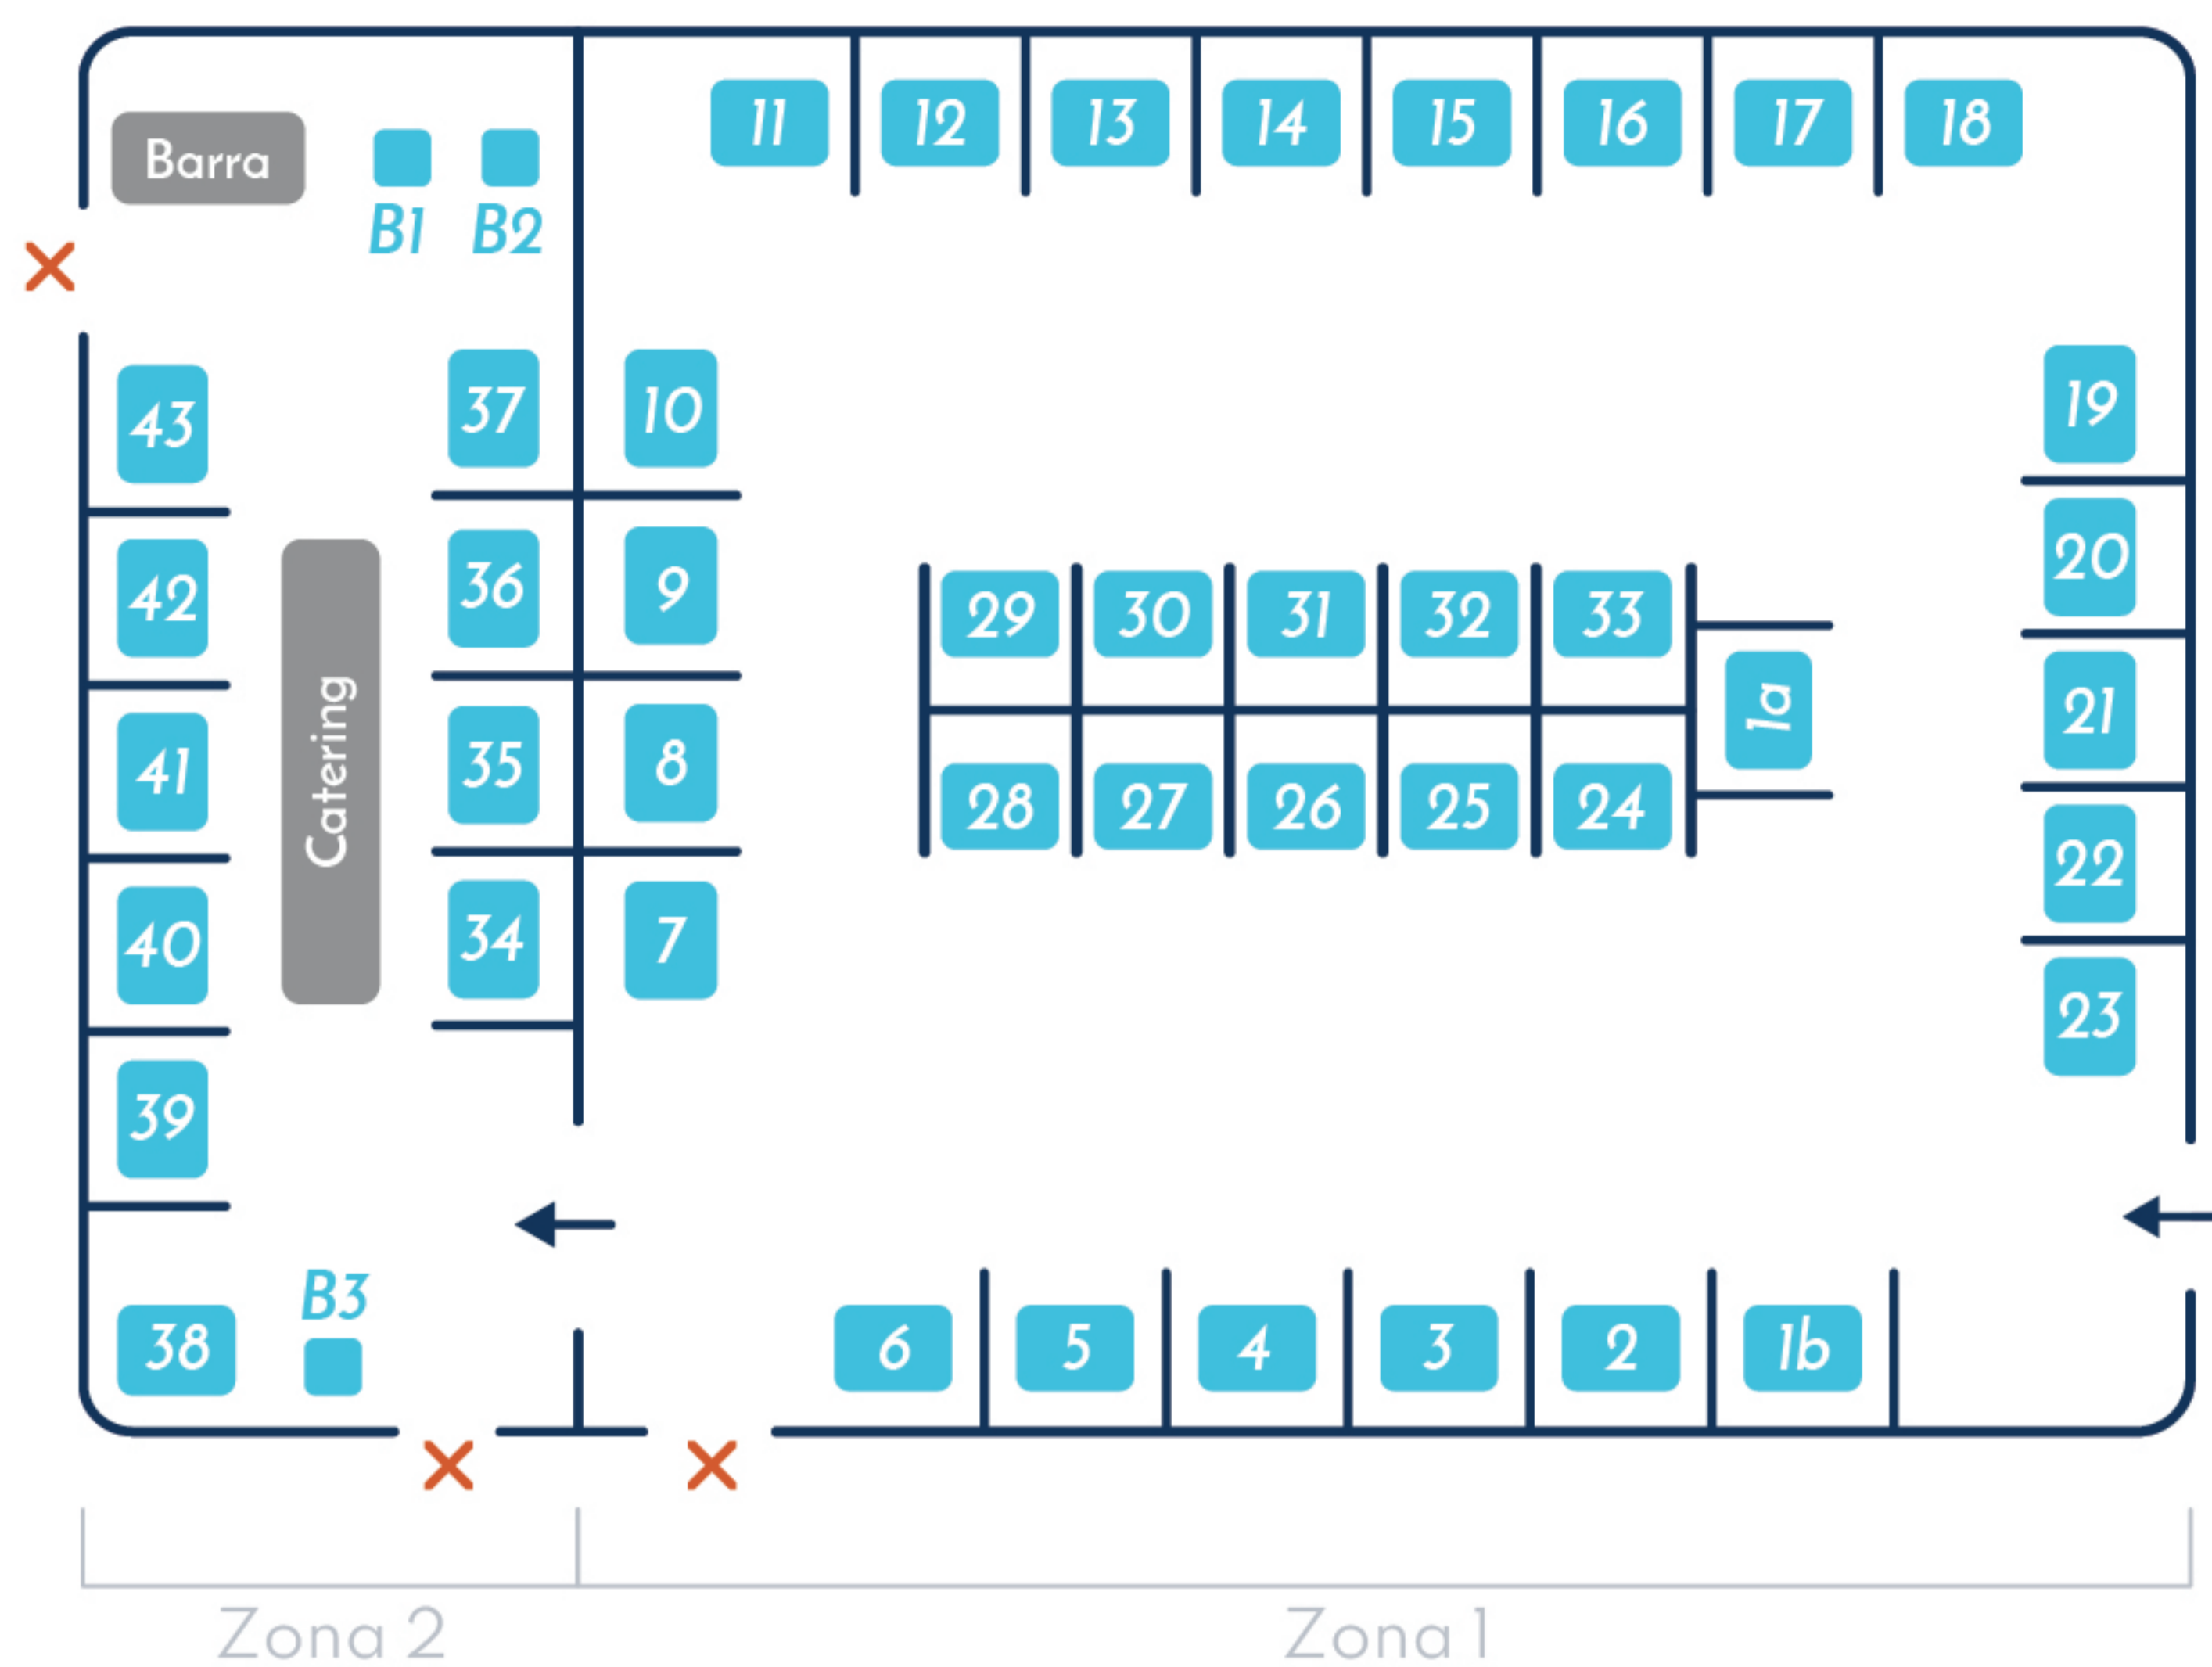 11 12 13 14 15 16 17 18
Barra
B1 B2
43 37 10 19
42 36 9 29 30 31 32 33 20
Catering
41 35 8 1a 21
28 27 26 25 24
40 34 7 22
39 23
B3
38 6 5 4 3 2 1b
Zona 2 Zona 1